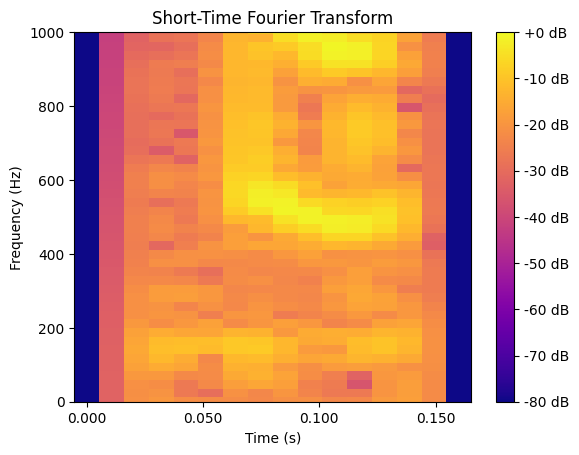 Short-Time Fourier Transform
1000
800
600
400
200
0
Frequency (Hz)
0.000
0.050
0.100
0.150
Time (s)
+0 dB
-10 dB
-20 dB
-30 dB
-40 dB
-50 dB
-60 dB
-70 dB
-80 dB